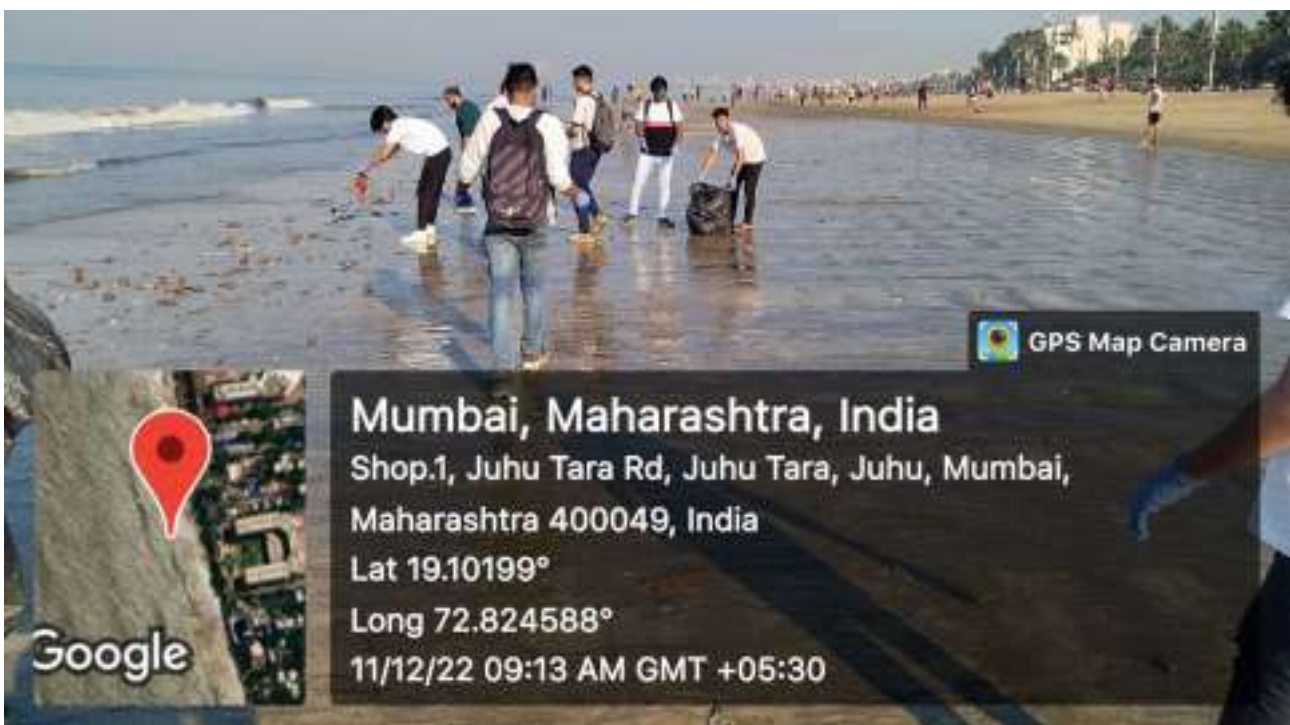 GPS Map Camera
Mumbai, Maharashtra, India
Shop.1, Juhu Tara Rd, Juhu Tara, Juhu, Mumbai,
Maharashtra 400049, India
Lat 19.10199°
Long 72.824588°
11/12/22 09:13 AM GMT +05:30
Google